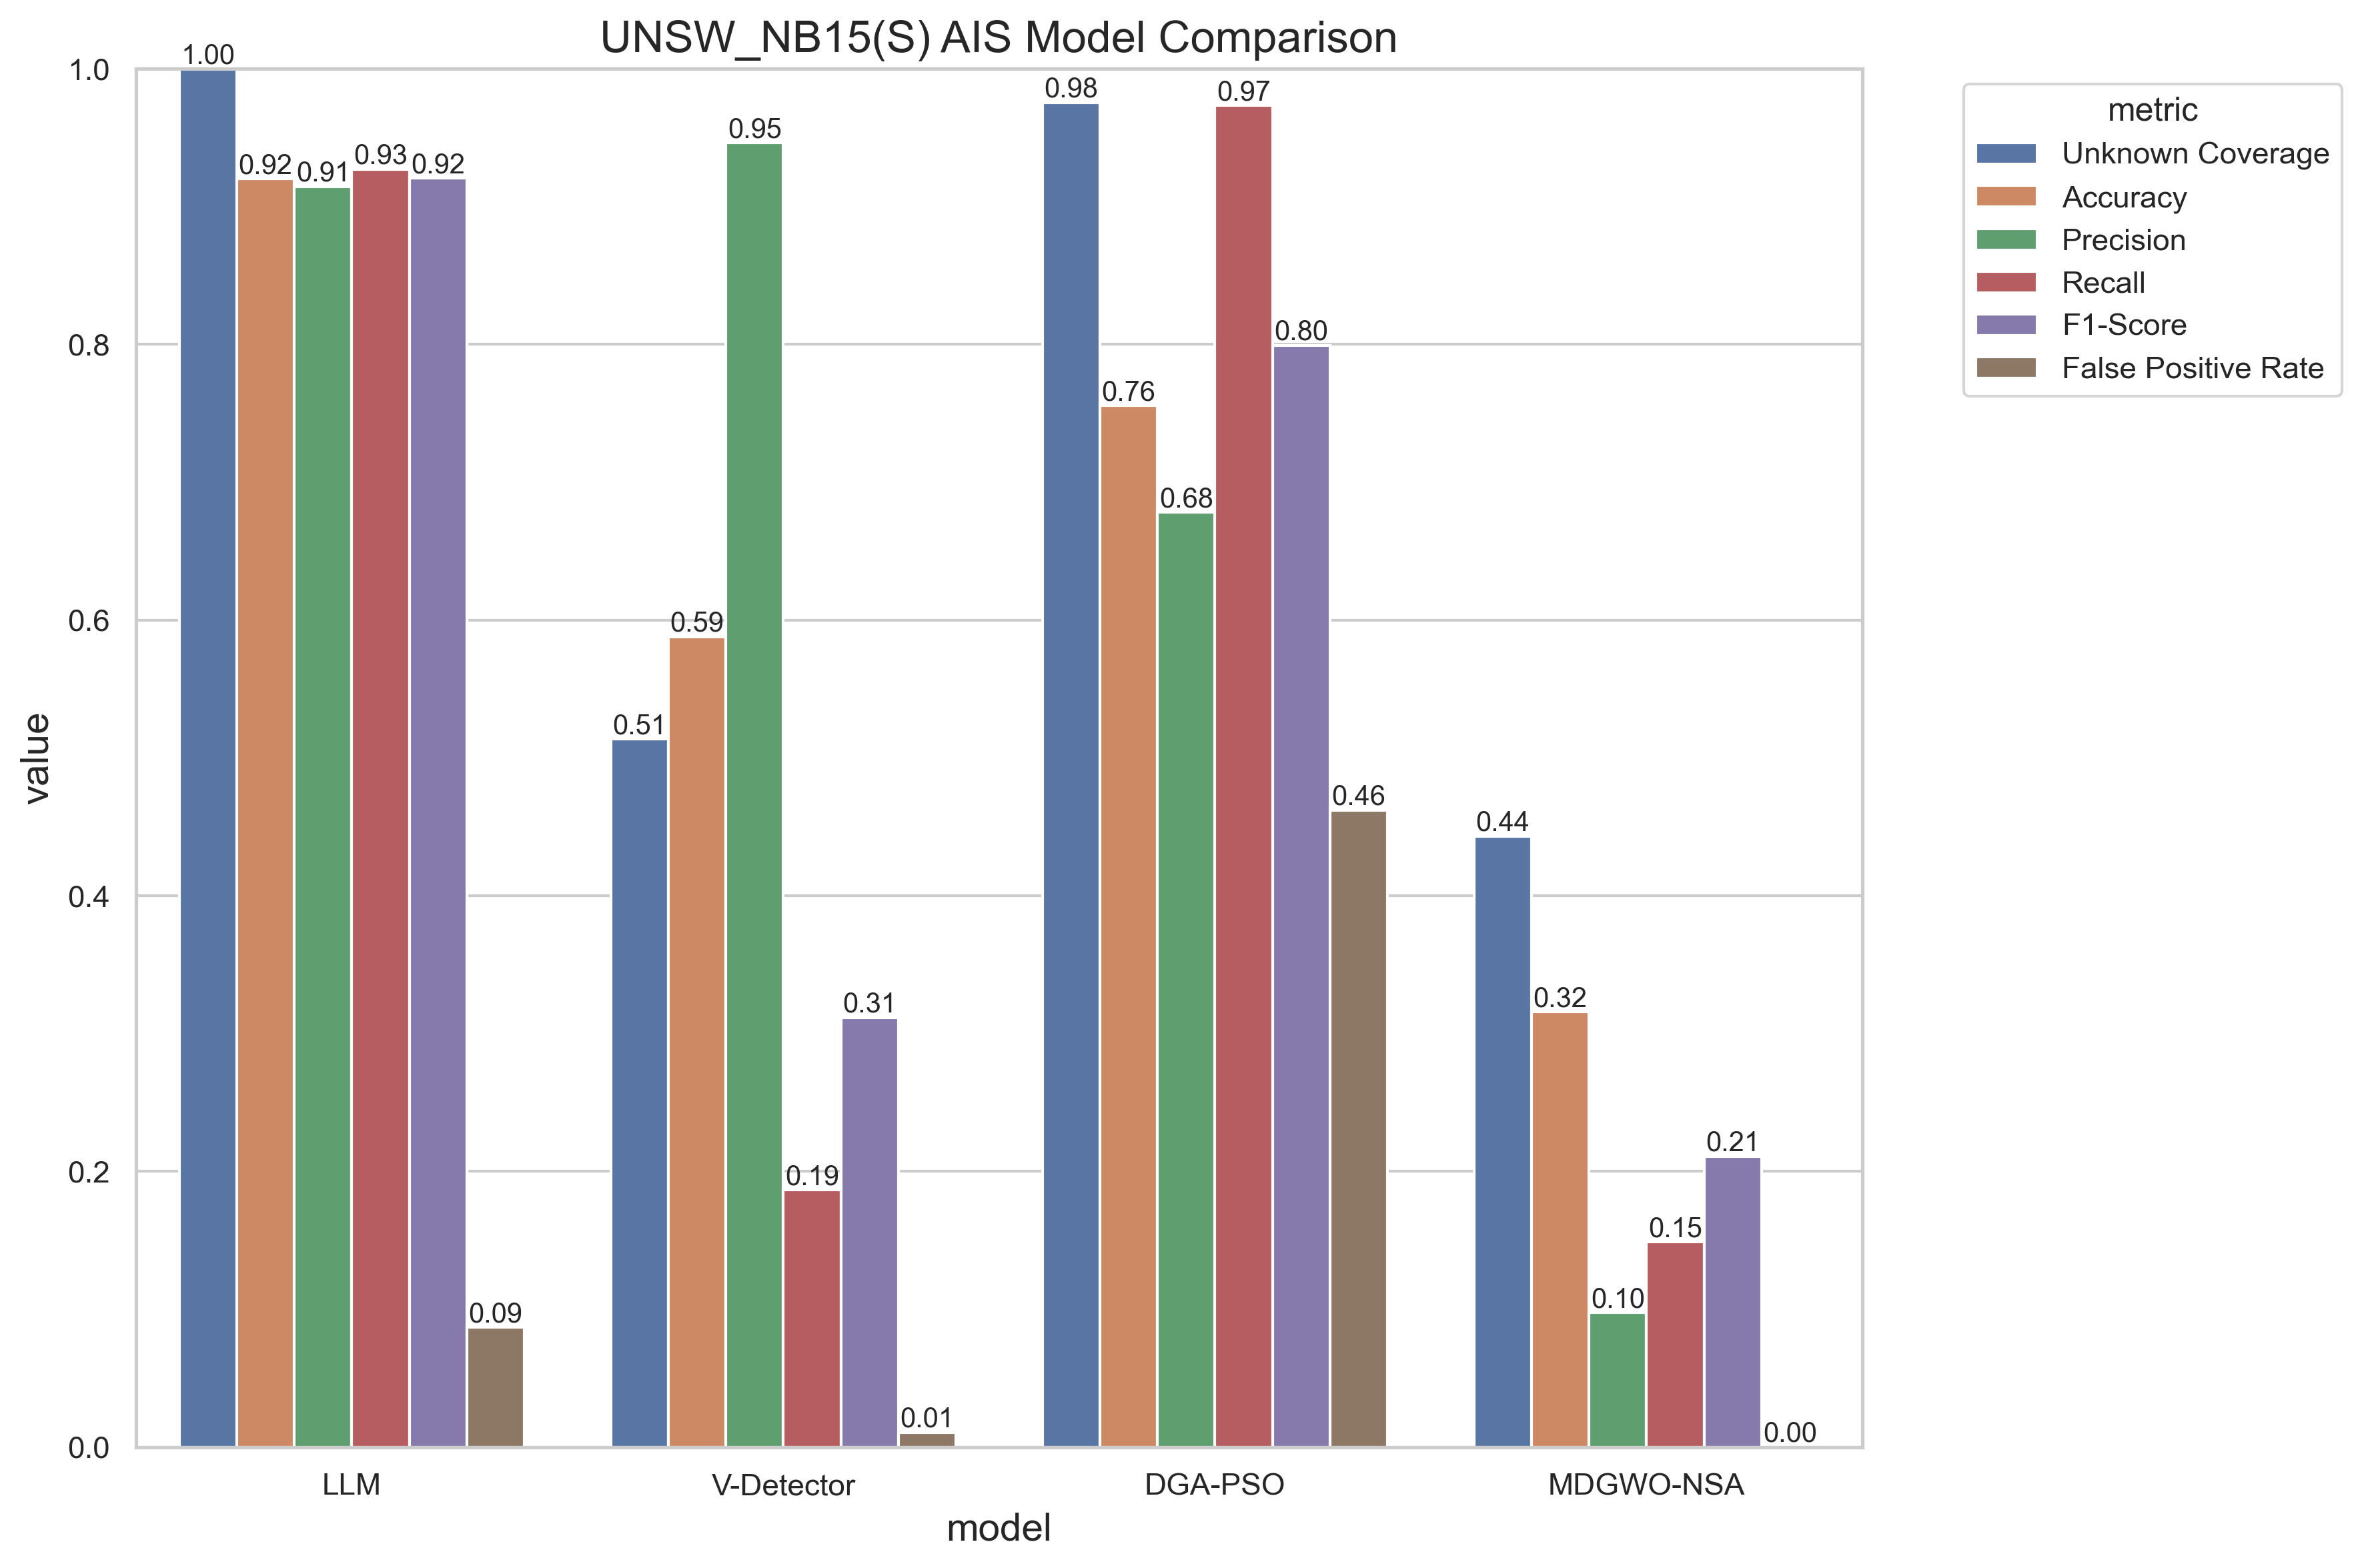 UNSW_NB15(S) AIS Model Comparison
value
1.0
0.8
0.6
0.4
0.2
0.0
1.00
0.92
0.91
0.93
0.92
0.09
0.51
0.59
0.95
0.19
0.31
0.01
0.98
0.76
0.68
0.97
0.80
0.46
0.44
0.32
0.10
0.15
0.21
0.00
LLM
V-Detector
DGA-PSO
MDGWO-NSA
model
metric
Unknown Coverage
Accuracy
Precision
Recall
F1-Score
False Positive Rate